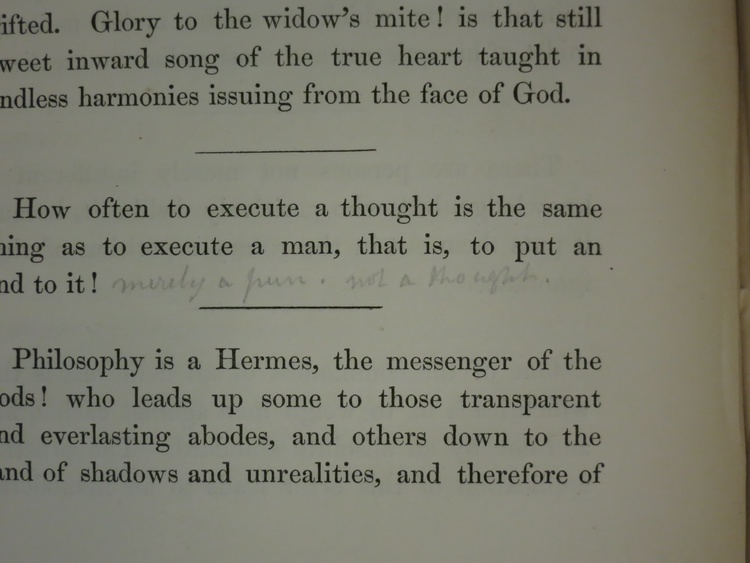 ifted. Glory to the widow's mite! is that still
weet inward song of the true heart taught in
ndless harmonies issuing from the face of God.
How often to execute a thought is the same
ing as to execute a man, that is, to put an
nd to it! merely a pun. not a thought.
Philosophy is a Hermes, the messenger of the
ods! who leads up some to those transparent
nd everlasting abodes, and others down to the
nd of shadows and unrealities, and therefore of